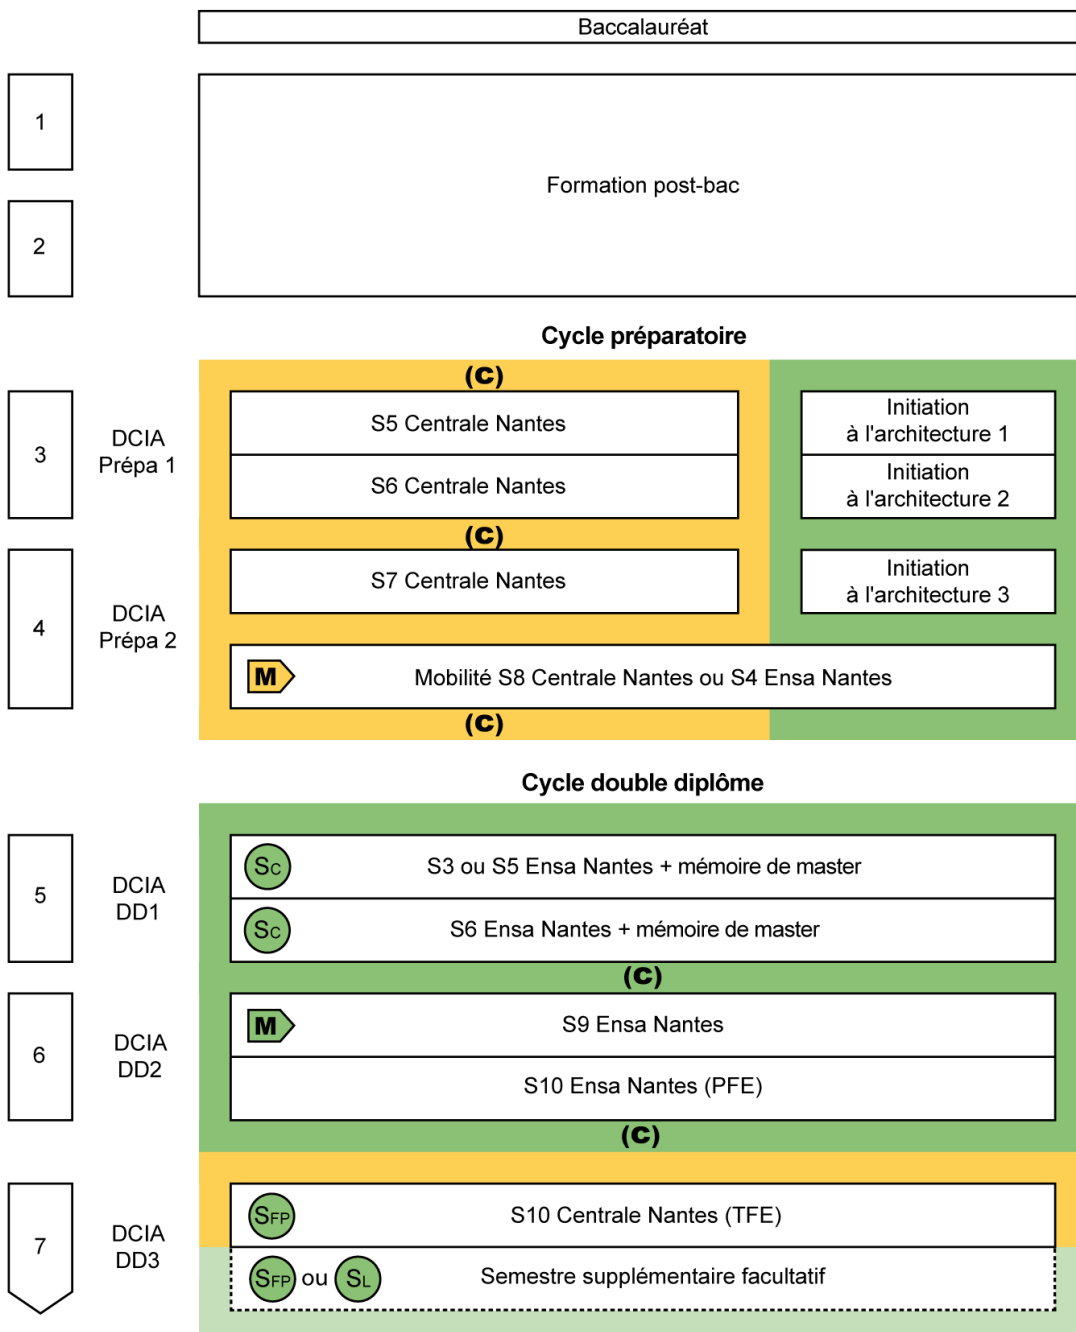 Baccalauréat
1
Formation post-bac
2
Cycle préparatoire
(C)
3
DCIA
Prépa 1
S5 Centrale Nantes
Initiation
à l'architecture 1
S6 Centrale Nantes
Initiation
à l'architecture 2
(C)
4
DCIA
Prépa 2
S7 Centrale Nantes
Initiation
à l'architecture 3
M
Mobilité S8 Centrale Nantes ou S4 Ensa Nantes
(C)
Cycle double diplôme
5
DCIA
DD1
Sc
S3 ou S5 Ensa Nantes + mémoire de master
Sc
S6 Ensa Nantes + mémoire de master
(C)
6
DCIA
DD2
M
S9 Ensa Nantes
S10 Ensa Nantes (PFE)
(C)
7
DCIA
DD3
SFP
S10 Centrale Nantes (TFE)
SFP ou SL
Semestre supplémentaire facultatif